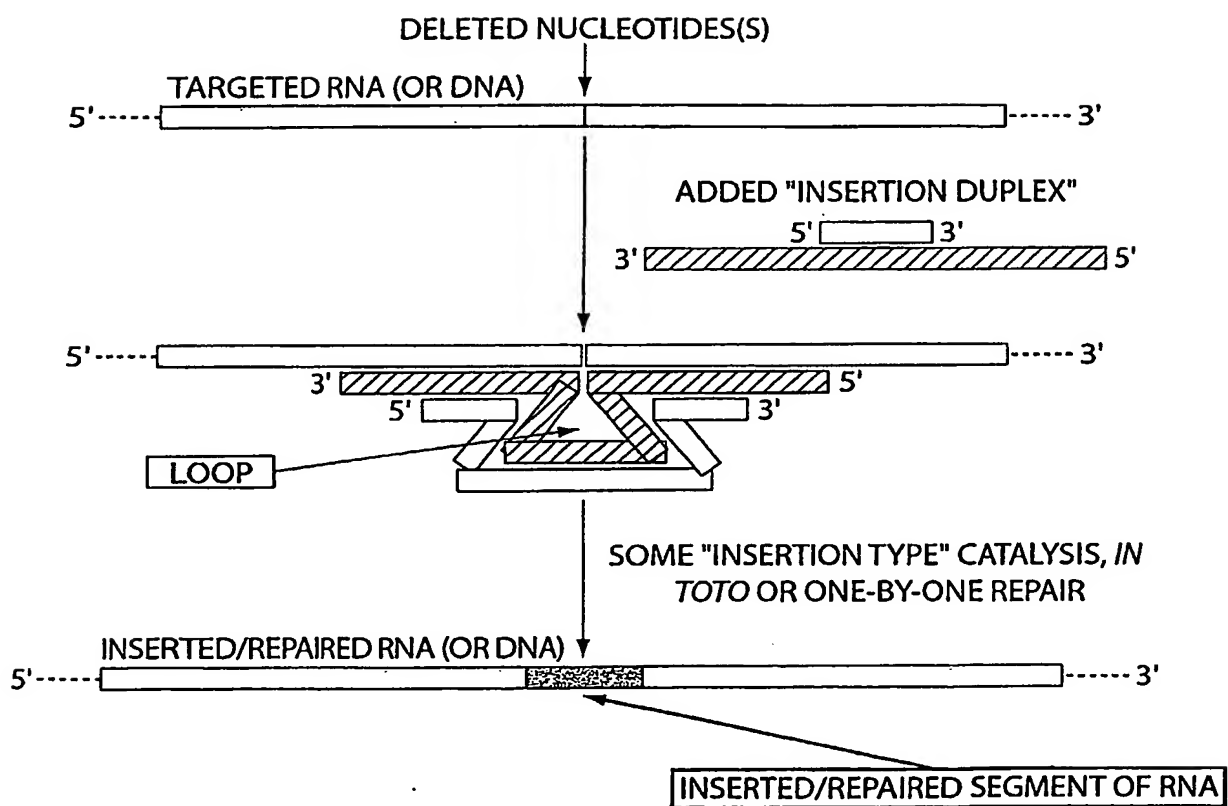 DELETED NUCLEOTIDES(S)
TARGETED RNA (OR DNA)
5' 3'
ADDED "INSERTION DUPLEX"
5' 3'
3' 5'
5' 3'
3' 5'
5' 3'
LOOP
SOME "INSERTION TYPE" CATALYSIS, IN
TOTO OR ONE-BY-ONE REPAIR
INSERTED/REPAIRED RNA (OR DNA)
5' 3'
INSERTED/REPAIRED SEGMENT OF RNA